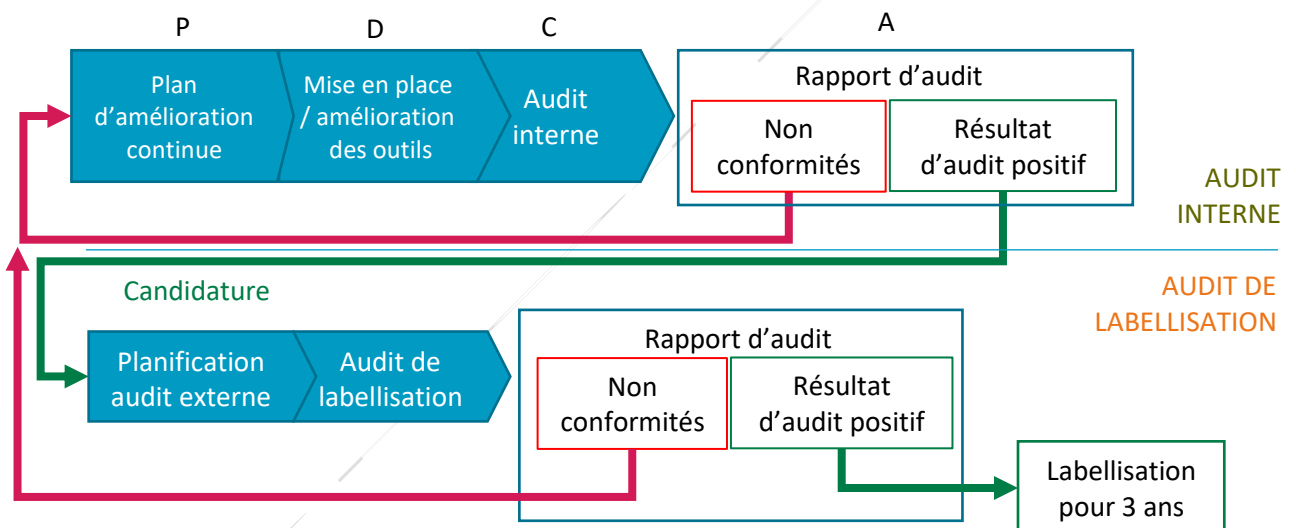 P
D
C
A
Plan
d’amélioration
continue
Mise en place
/ amélioration
des outils
Audit
interne
Rapport d’audit
Non
conformités
Résultat
d’audit positif
AUDIT
INTERNE
Candidature
AUDIT DE
LABELLISATION
Planification
audit externe
Audit de
labellisation
Rapport d’audit
Non
conformités
Résultat
d’audit positif
Labellisation
pour 3 ans